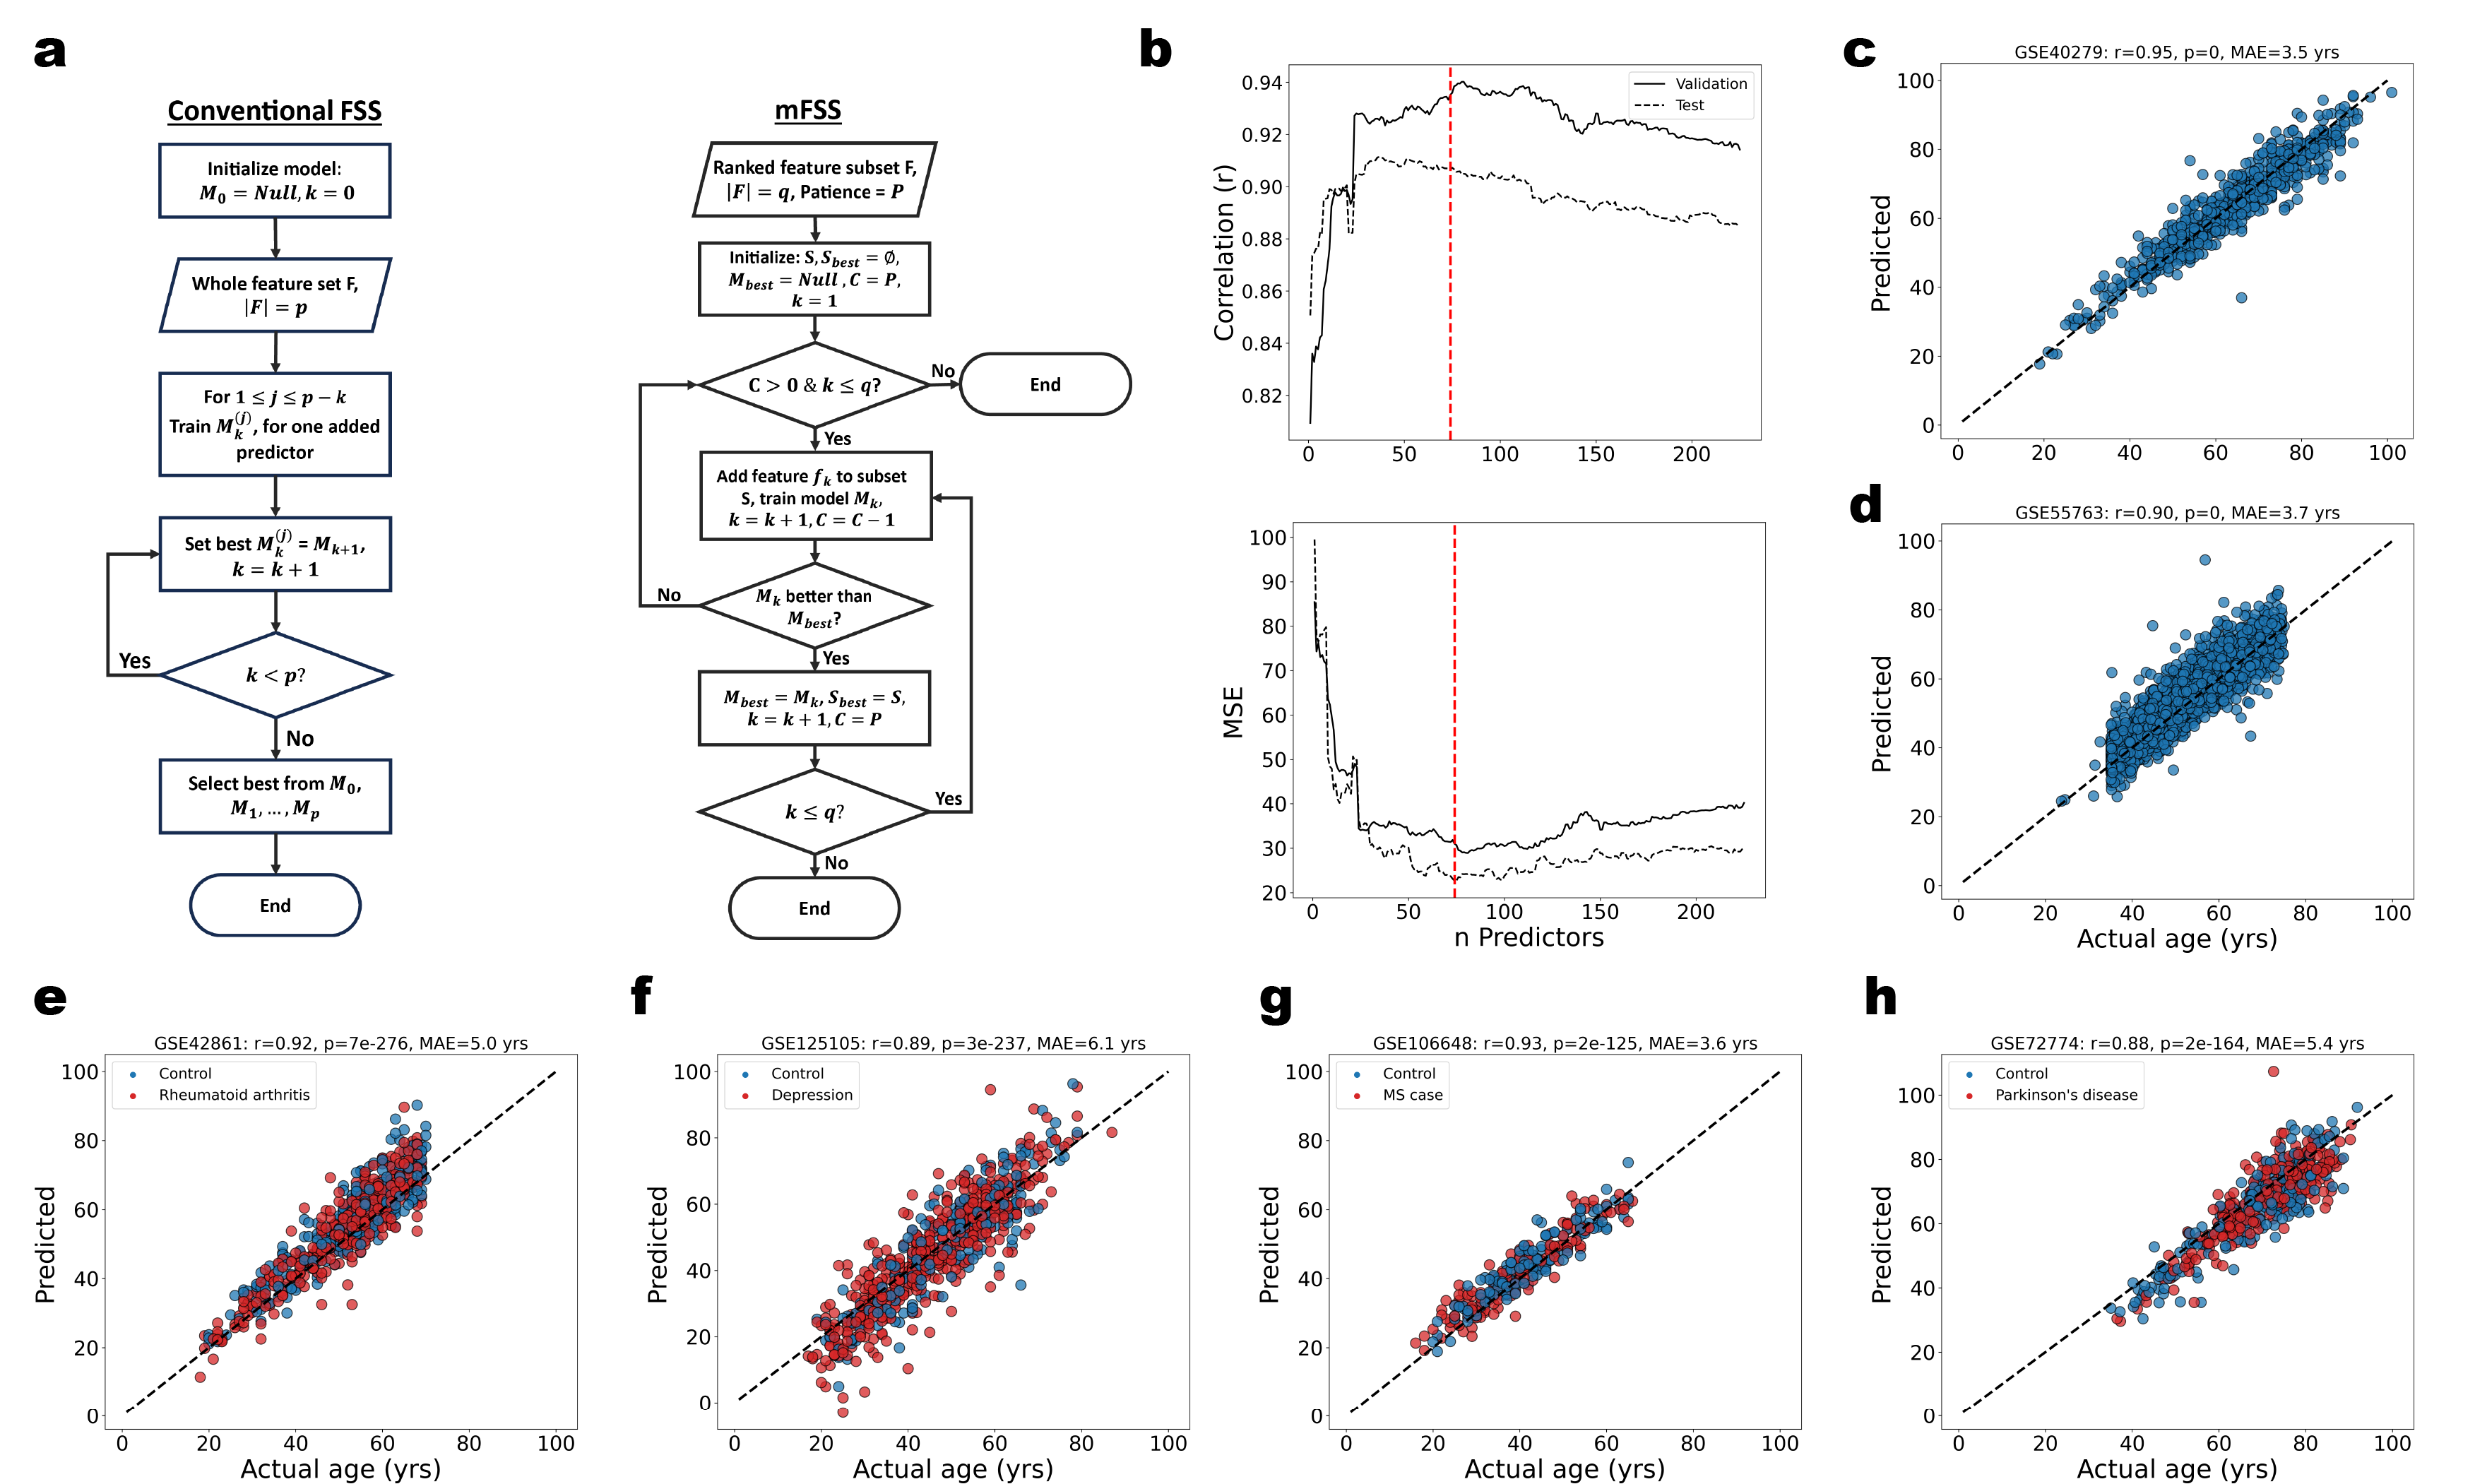 a
Conventional FSS
Initialize model:
M₀ = Null, k = 0
Whole feature set F,
|F| = p
For 1 ≤ j ≤ p − k
Train M_k^(j), for one added
predictor
Set best M_k^(j) = M_{k+1},
k = k + 1
k < p?
Yes
No
Select best from M₀,
M₁, ..., M_p
End
mFSS
Ranked feature subset F,
|F| = q, Patience = P
Initialize: S, S_best = ∅,
M_best = Null, C = P,
k = 1
C > 0 & k ≤ q?
No
End
Yes
Add feature f_k to subset
S, train model M_k,
k = k + 1, C = C − 1
M_k better than
M_best?
No
Yes
M_best = M_k, S_best = S,
k = k + 1, C = P
k ≤ q?
Yes
No
End
b
Validation
Test
Correlation (r)
0.94
0.92
0.90
0.88
0.86
0.84
0.82
0 50 100 150 200
MSE
100
90
80
70
60
50
40
30
20
0 50 100 150 200
n Predictors
c
GSE40279: r=0.95, p=0, MAE=3.5 yrs
Predicted
100
80
60
40
20
0
0 20 40 60 80 100
d
GSE55763: r=0.90, p=0, MAE=3.7 yrs
Predicted
100
80
60
40
20
0
0 20 40 60 80 100
Actual age (yrs)
e
GSE42861: r=0.92, p=7e-276, MAE=5.0 yrs
Control
Rheumatoid arthritis
Predicted
100
80
60
40
20
0
0 20 40 60 80 100
Actual age (yrs)
f
GSE125105: r=0.89, p=3e-237, MAE=6.1 yrs
Control
Depression
Predicted
100
80
60
40
20
0
0 20 40 60 80 100
Actual age (yrs)
g
GSE106648: r=0.93, p=2e-125, MAE=3.6 yrs
Control
MS case
Predicted
100
80
60
40
20
0
0 20 40 60 80 100
Actual age (yrs)
h
GSE72774: r=0.88, p=2e-164, MAE=5.4 yrs
Control
Parkinson's disease
Predicted
100
80
60
40
20
0
0 20 40 60 80 100
Actual age (yrs)